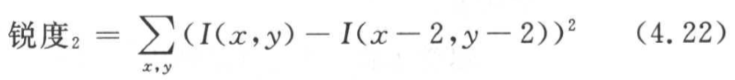 锐度₂ = ∑_{x,y} (I(x,y) − I(x−2,y−2))² (4.22)